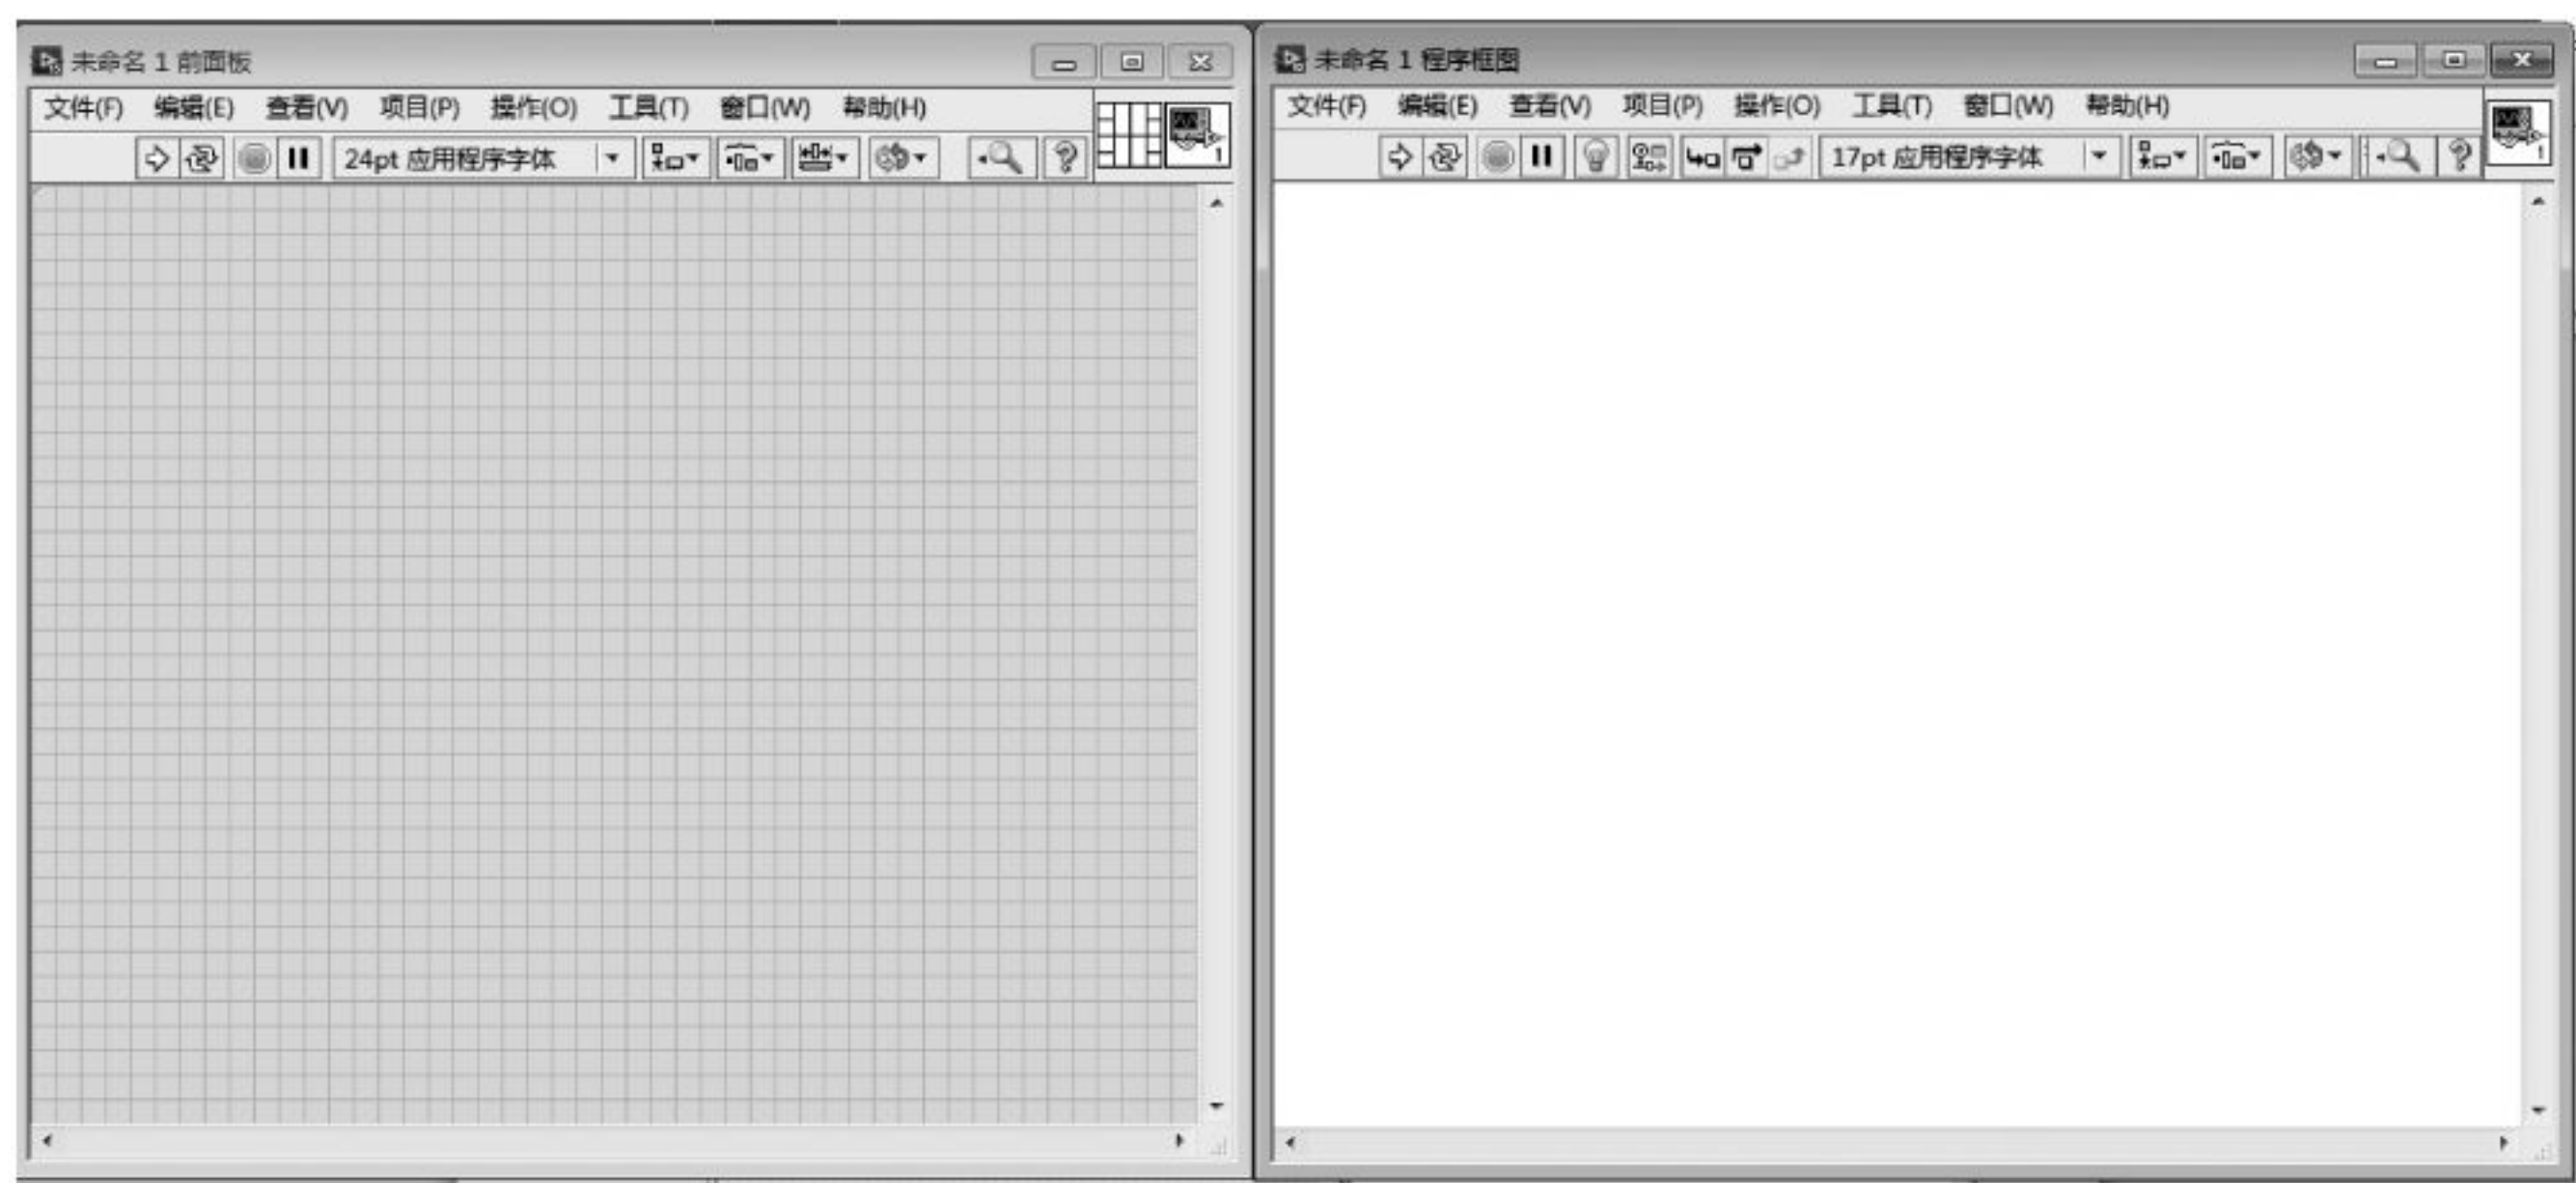 未命名 1 前面板
文件(F) 编辑(E) 查看(V) 项目(P) 操作(O) 工具(T) 窗口(W) 帮助(H)
24pt 应用程序字体
1
未命名 1 程序框图
文件(F) 编辑(E) 查看(V) 项目(P) 操作(O) 工具(T) 窗口(W) 帮助(H)
17pt 应用程序字体
1